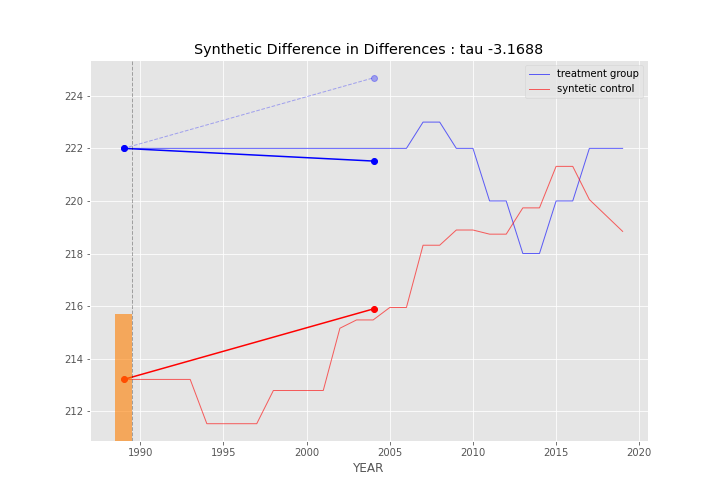 Synthetic Difference in Differences : tau -3.1688
treatment group
syntetic control
224
222
220
218
216
214
212
1990 1995 2000 2005 2010 2015 2020
YEAR